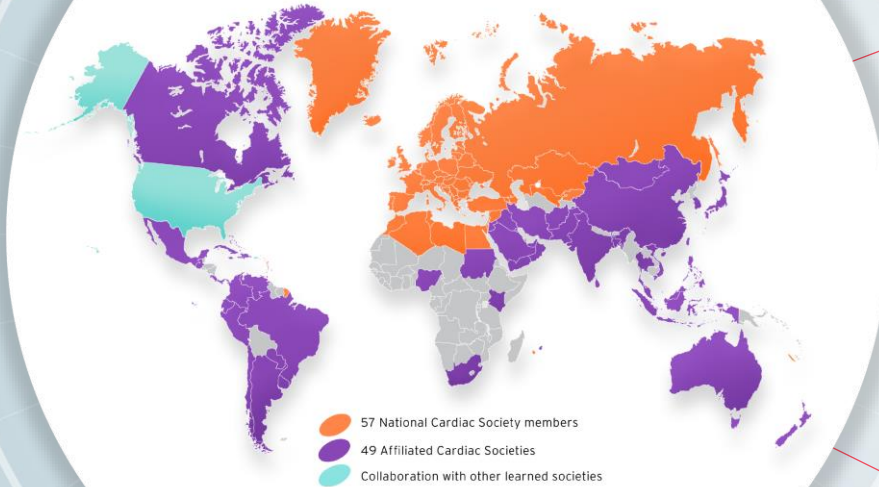 57 National Cardiac Society members
49 Affiliated Cardiac Societies
Collaboration with other learned societies